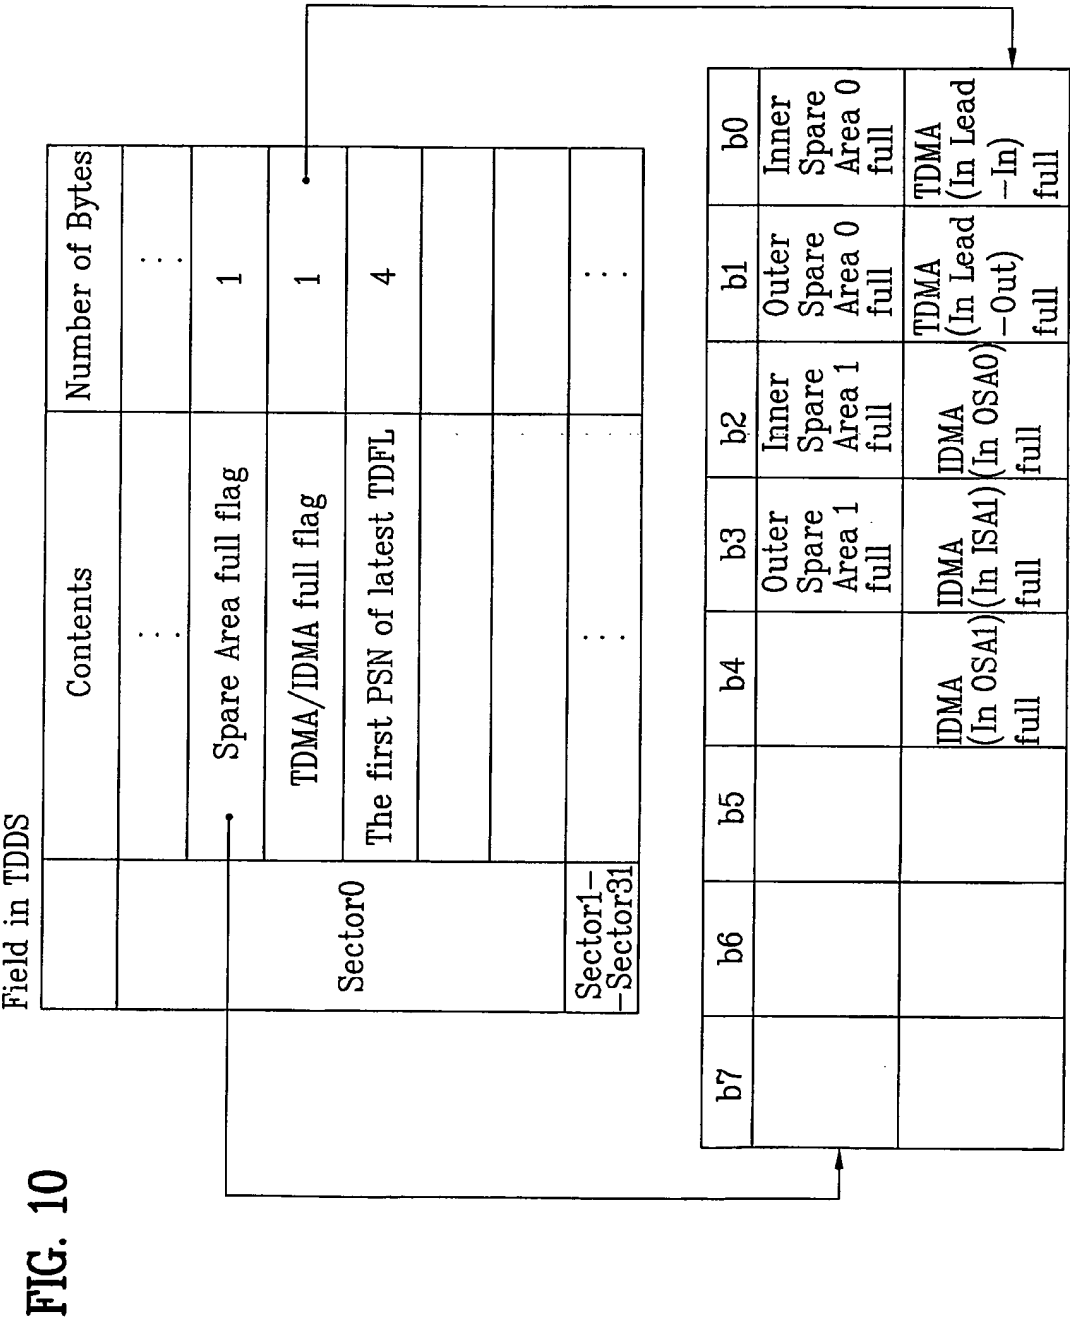 FIG. 10
Field in TDDS
Contents
Number of Bytes
Sector0
⋮
⋮
Spare Area full flag
1
TDMA/IDMA full flag
1
The first PSN of latest TDFL
4
Sector1-
-Sector31
⋮
⋮
b7
b6
b5
b4
b3
b2
b1
b0
Outer
Spare
Area 1
full
Inner
Spare
Area 1
full
Outer
Spare
Area 0
full
Inner
Spare
Area 0
full
IDMA
(In OSA1)
full
IDMA
(In ISA1)
full
IDMA
(In OSA0)
full
TDMA
(In Lead
-Out)
full
TDMA
(In Lead
-In)
full